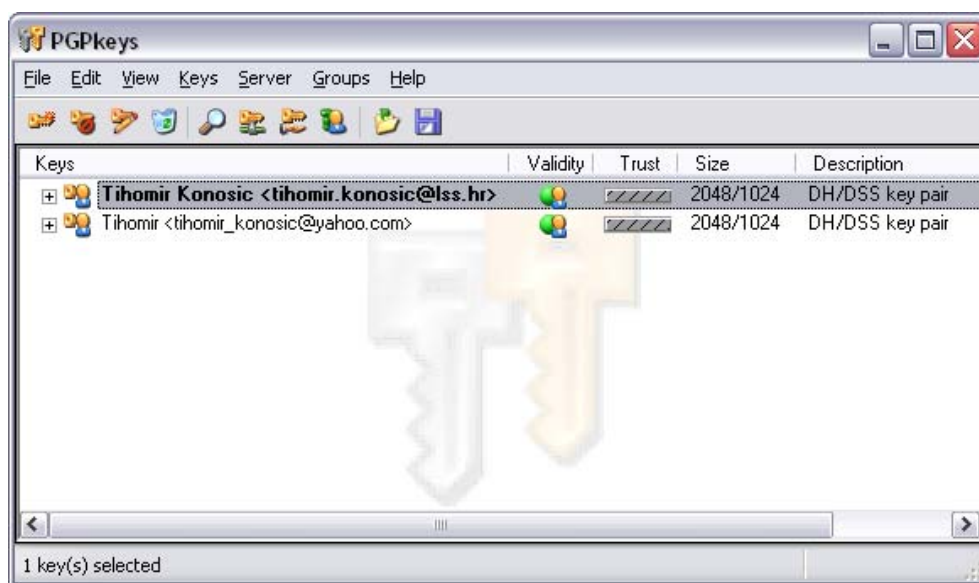 PGPkeys
File Edit View Keys Server Groups Help
Keys Validity Trust Size Description
Tihomir Konosic <tihomir.konosic@lss.hr> 2048/1024 DH/DSS key pair
Tihomir <tihomir_konosic@yahoo.com> 2048/1024 DH/DSS key pair
1 key(s) selected